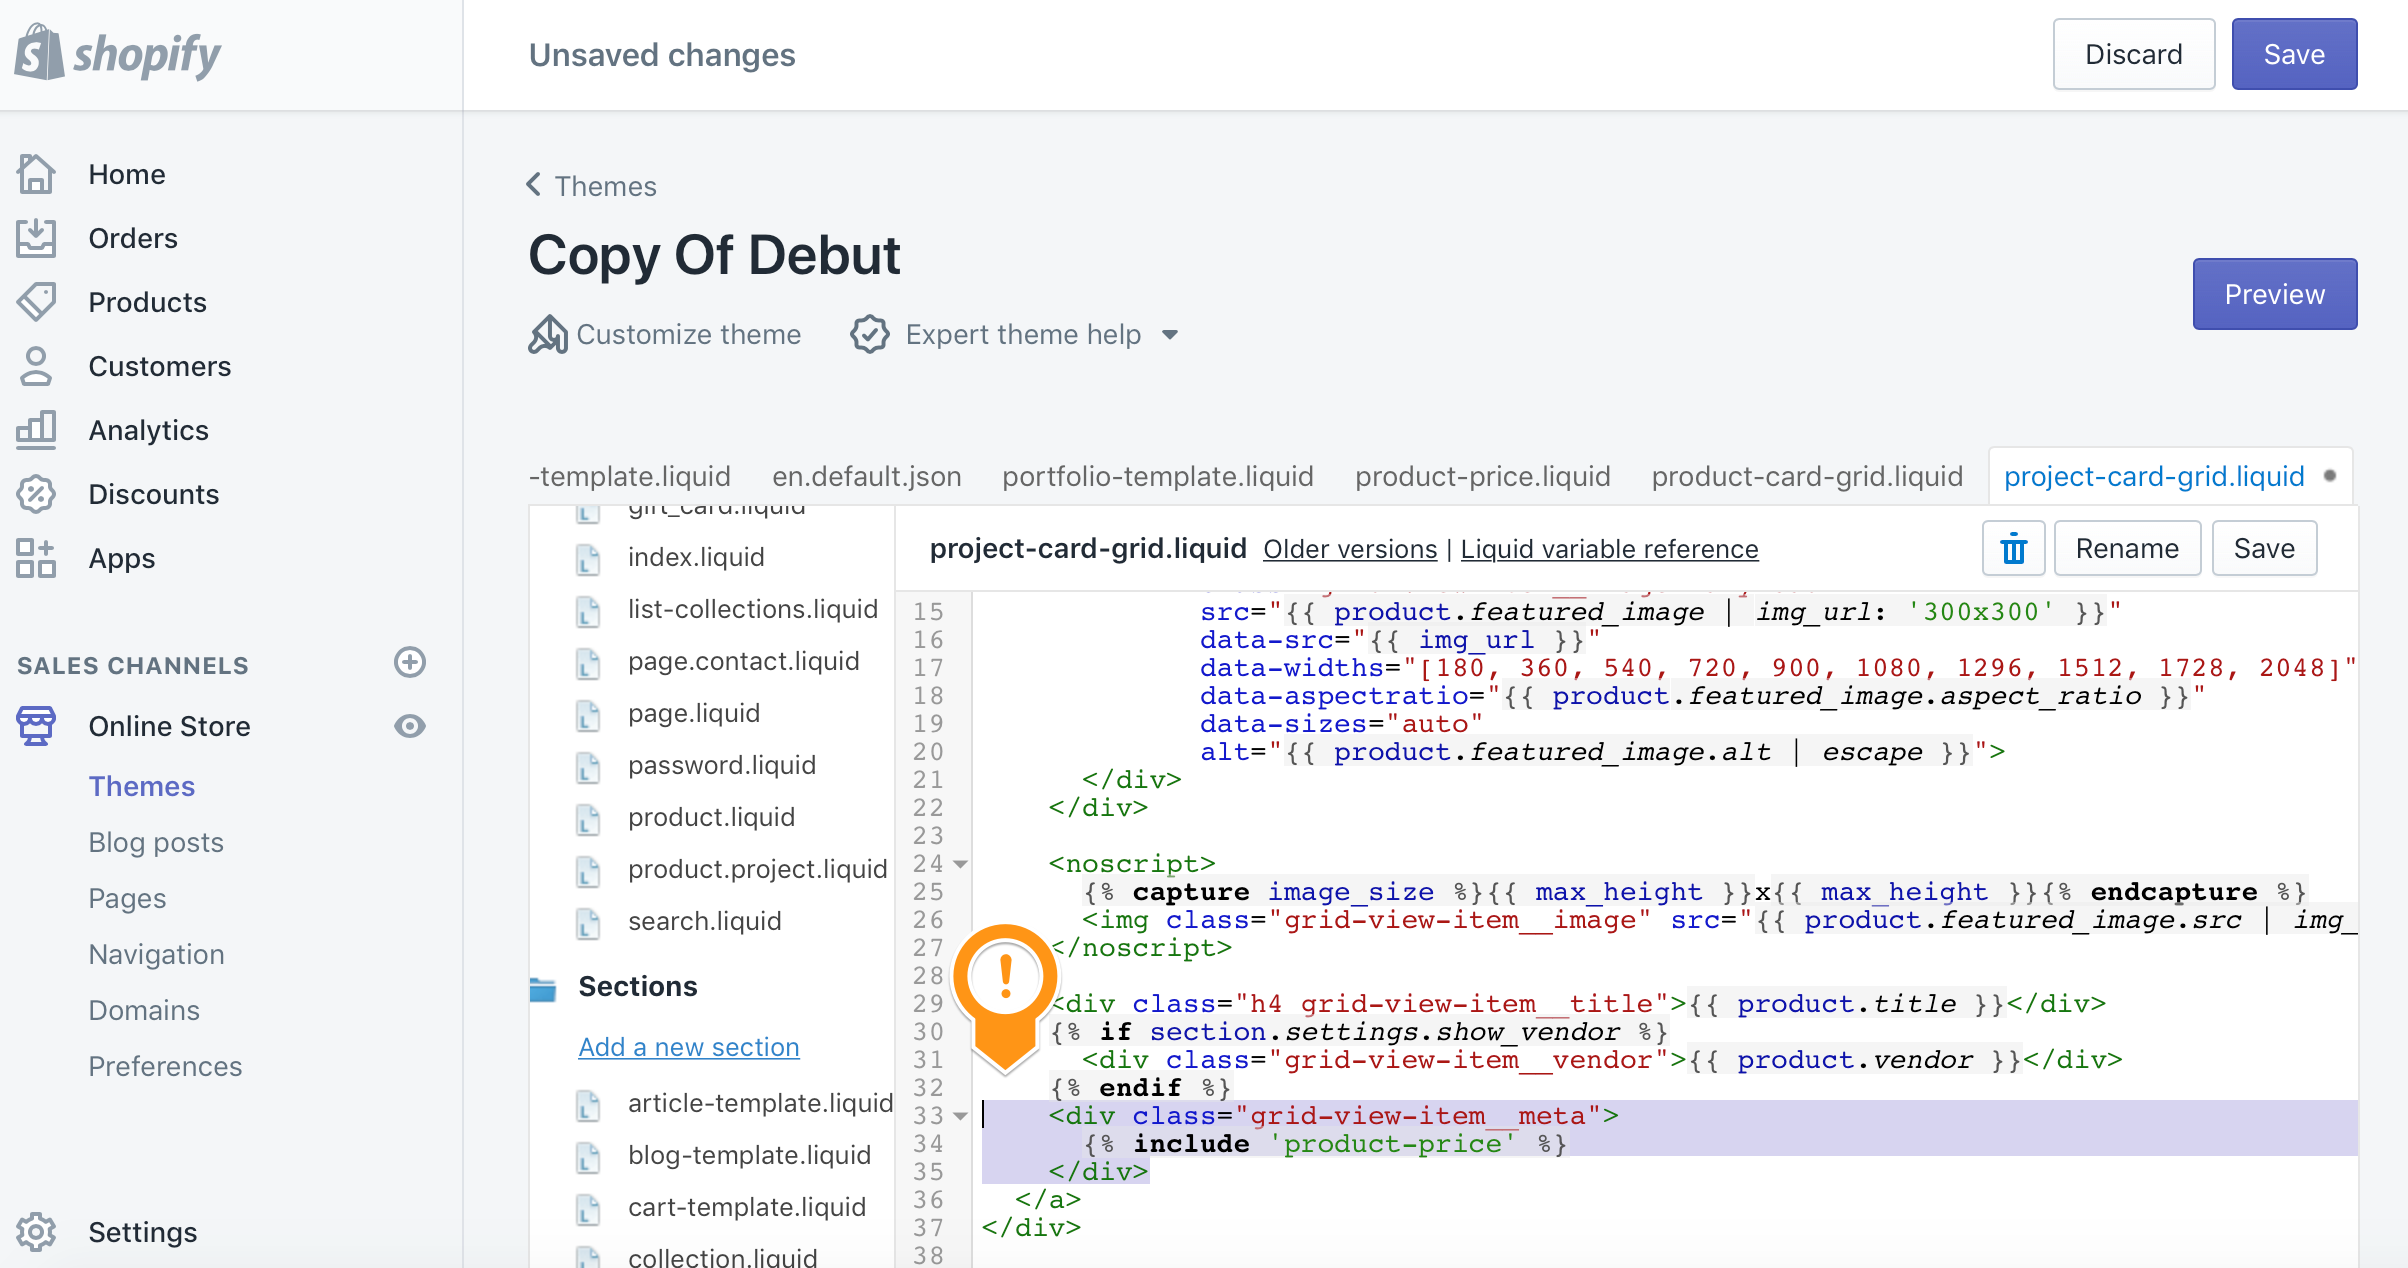 shopify
Unsaved changes
Discard
Save
Home
Orders
Products
Customers
Analytics
Discounts
Apps
SALES CHANNELS
Online Store
Themes
Blog posts
Pages
Navigation
Domains
Preferences
Settings
Themes
Copy Of Debut
Customize theme
Expert theme help
Preview
-template.liquid
en.default.json
portfolio-template.liquid
product-price.liquid
product-card-grid.liquid
project-card-grid.liquid
gift_card.liquid
index.liquid
list-collections.liquid
page.contact.liquid
page.liquid
password.liquid
product.liquid
product.project.liquid
search.liquid
Sections
Add a new section
article-template.liquid
blog-template.liquid
cart-template.liquid
collection.liquid
project-card-grid.liquid Older versions | Liquid variable reference
Rename
Save
15 src="{{ product.featured_image | img_url: '300x300' }}"
16 data-src="{{ img_url }}"
17 data-widths="[180, 360, 540, 720, 900, 1080, 1296, 1512, 1728, 2048]"
18 data-aspectratio="{{ product.featured_image.aspect_ratio }}"
19 data-sizes="auto"
20 alt="{{ product.featured_image.alt | escape }}">
21 </div>
22 </div>
23
24 <noscript>
25 {% capture image_size %}{{ max_height }}x{{ max_height }}{% endcapture %}
26 <img class="grid-view-item__image" src="{{ product.featured_image.src | img_
27 </noscript>
28
29 <div class="h4 grid-view-item__title">{{ product.title }}</div>
30 {% if section.settings.show_vendor %}
31 <div class="grid-view-item__vendor">{{ product.vendor }}</div>
32 {% endif %}
33 <div class="grid-view-item__meta">
34 {% include 'product-price' %}
35 </div>
36 </a>
37 </div>
38